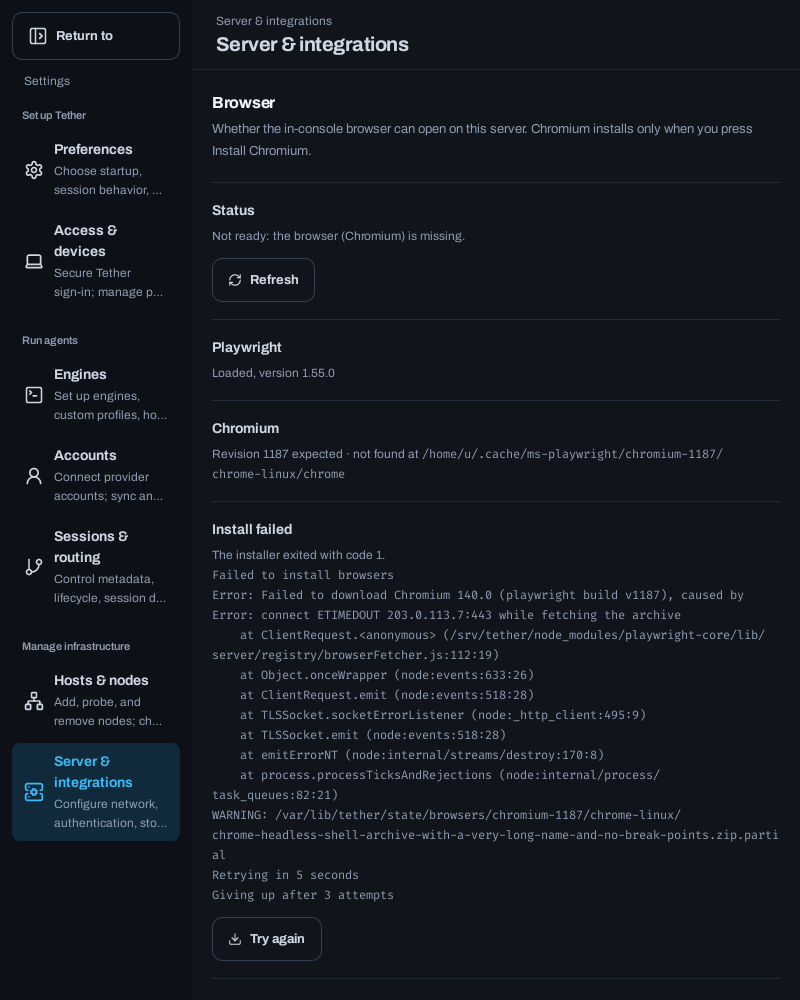 Return to
Settings
Set up Tether
Preferences
Choose startup,
session behavior, ...
Access &
devices
Secure Tether
sign-in; manage p...
Run agents
Engines
Set up engines,
custom profiles, ho...
Accounts
Connect provider
accounts; sync an...
Sessions &
routing
Control metadata,
lifecycle, session d...
Manage infrastructure
Hosts & nodes
Add, probe, and
remove nodes; ch...
Server &
integrations
Configure network,
authentication, sto...
Server & integrations
Server & integrations
Browser
Whether the in-console browser can open on this server. Chromium installs only when you press
Install Chromium.
Status
Not ready: the browser (Chromium) is missing.
Refresh
Playwright
Loaded, version 1.55.0
Chromium
Revision 1187 expected · not found at /home/u/.cache/ms-playwright/chromium-1187/
chrome-linux/chrome
Install failed
The installer exited with code 1.
Failed to install browsers
Error: Failed to download Chromium 140.0 (playwright build v1187), caused by
Error: connect ETIMEDOUT 203.0.113.7:443 while fetching the archive
    at ClientRequest.<anonymous> (/srv/tether/node_modules/playwright-core/lib/
server/registry/browserFetcher.js:112:19)
    at Object.onceWrapper (node:events:633:26)
    at ClientRequest.emit (node:events:518:28)
    at TLSSocket.socketErrorListener (node:_http_client:495:9)
    at TLSSocket.emit (node:events:518:28)
    at emitErrorNT (node:internal/streams/destroy:170:8)
    at process.processTicksAndRejections (node:internal/process/
task_queues:82:21)
WARNING: /var/lib/tether/state/browsers/chromium-1187/chrome-linux/
chrome-headless-shell-archive-with-a-very-long-name-and-no-break-points.zip.parti
al
Retrying in 5 seconds
Giving up after 3 attempts
Try again